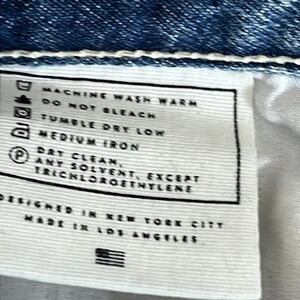 MACHINE WASH WARM
DO NOT BLEACH
TUMBLE DRY LOW
MEDIUM IRON
P DRY CLEAN,
ANY SOLVENT, EXCEPT
TRICHLOROETHYLENE
DESIGNED IN NEW YORK CITY
MADE IN LOS ANGELES